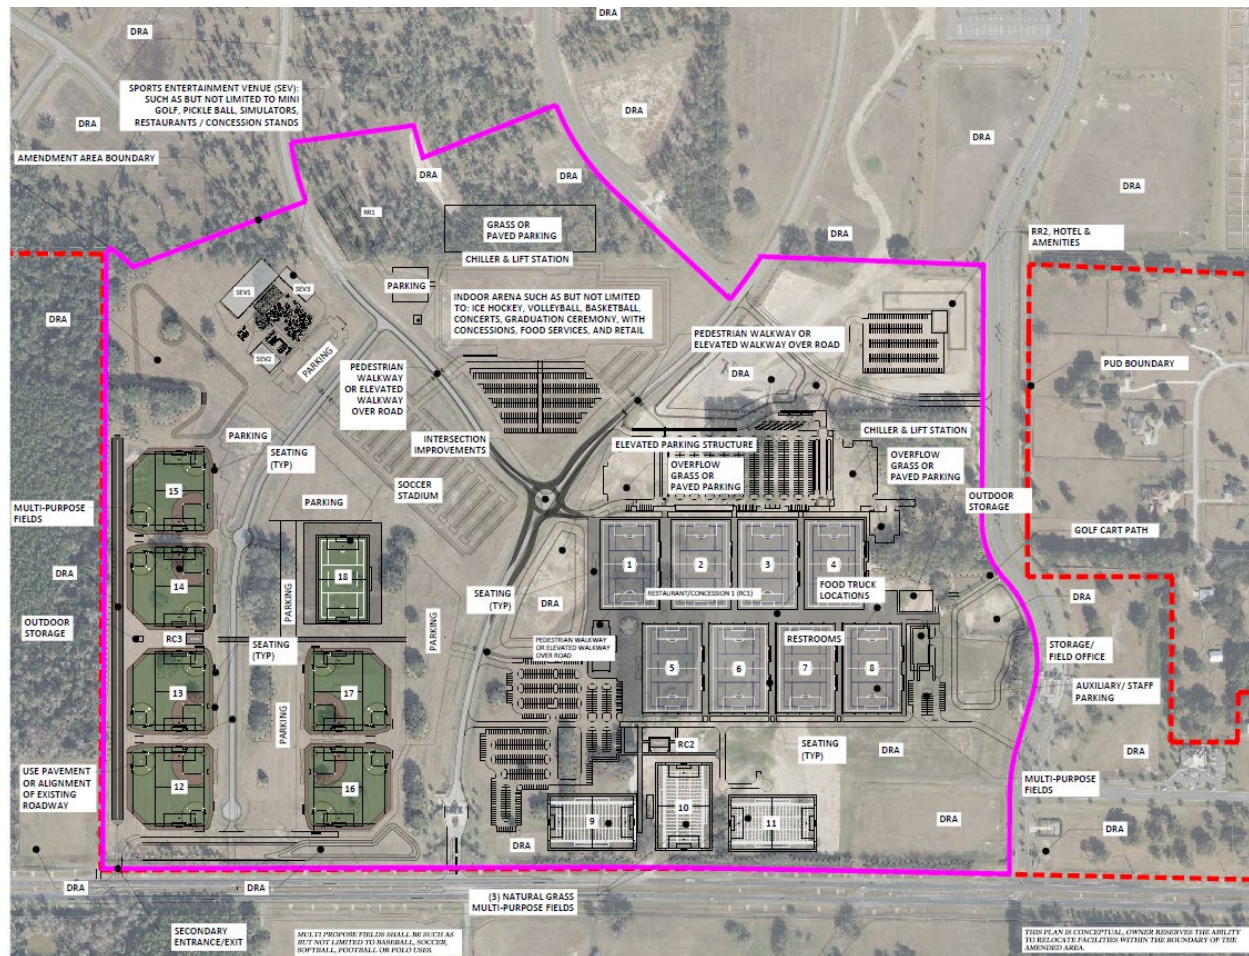 DRA
DRA
DRA
SPORTS ENTERTAINMENT VENUE (SEV):
SUCH AS BUT NOT LIMITED TO MINI
GOLF, PICKLE BALL, SIMULATORS,
RESTAURANTS / CONCESSION STANDS
DRA
DRA
AMENDMENT AREA BOUNDARY
DRA
DRA
DRA
RR1
GRASS OR
PAVED PARKING
DRA
RR2, HOTEL &
AMENITIES
CHILLER & LIFT STATION
PARKING
SEV1
SEV3
SEV2
DRA
INDOOR ARENA SUCH AS BUT NOT LIMITED
TO: ICE HOCKEY, VOLLEYBALL, BASKETBALL,
CONCERTS, GRADUATION CEREMONY, WITH
CONCESSIONS, FOOD SERVICES, AND RETAIL
PEDESTRIAN WALKWAY OR
ELEVATED WALKWAY OVER ROAD
PARKING
PEDESTRIAN
WALKWAY
OR ELEVATED
WALKWAY
OVER ROAD
DRA
PUD BOUNDARY
PARKING
SEATING
(TYP)
INTERSECTION
IMPROVEMENTS
ELEVATED PARKING STRUCTURE
CHILLER & LIFT STATION
OVERFLOW
GRASS OR
PAVED PARKING
OVERFLOW
GRASS OR
PAVED PARKING
SOCCER
STADIUM
15
MULTI-PURPOSE
FIELDS
PARKING
OUTDOOR
STORAGE
GOLF CART PATH
18
1
2
3
4
DRA
14
PARKING
SEATING
(TYP)
DRA
RESTAURANT/CONCESSION 1 (RC1)
FOOD TRUCK
LOCATIONS
DRA
OUTDOOR
STORAGE
RC3
SEATING
(TYP)
PARKING
PEDESTRIAN WALKWAY
OR ELEVATED WALKWAY
OVER ROAD
RESTROOMS
STORAGE/
FIELD OFFICE
5
6
7
8
13
17
AUXILIARY/ STAFF
PARKING
PARKING
RC2
SEATING
(TYP)
DRA
DRA
USE PAVEMENT
OR ALIGNMENT
OF EXISTING
ROADWAY
12
16
MULTI-PURPOSE
FIELDS
9
10
11
DRA
DRA
DRA
DRA
DRA
(3) NATURAL GRASS
MULTI-PURPOSE FIELDS
SECONDARY
ENTRANCE/EXIT
MULTI PROPOSE FIELDS SHALL BE SUCH AS
BUT NOT LIMITED TO BASEBALL, SOCCER,
SOFTBALL, FOOTBALL OR POLO USES.
THIS PLAN IS CONCEPTUAL, OWNER RESERVES THE ABILITY
TO RELOCATE FACILITIES WITHIN THE BOUNDARY OF THE
AMENDED AREA.